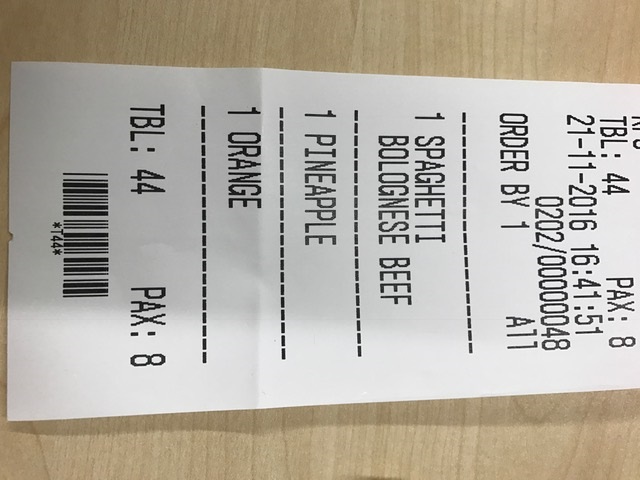 TBL: 44 PAX: 8
21-11-2016 16:41:51
0202/00000048
ORDER BY 1 A11
1 SPAGHETTI
BOLOGNESE BEEF
1 PINEAPPLE
1 ORANGE
TBL: 44 PAX: 8
*T44*